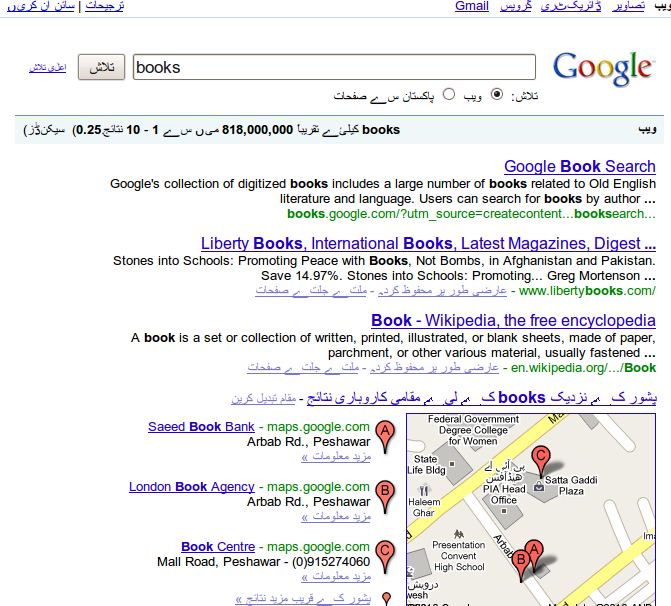 ویب تصاویر ڈائریکٹری گروپس Gmail
ترجیحات | سائن ان کریں
Google
books
تلاش
اعلیٰ تلاش
تلاش: ویب پاکستان سے صفحات
ویب
books کیلئے تقریباً 818,000,000 میں سے 1 - 10 نتائج (0.25 سیکنڈز)
Google Book Search
Google's collection of digitized books includes a large number of books related to Old English
literature and language. Users can search for books by author ...
books.google.com/?utm_source=createcontent...booksearch...
Liberty Books, International Books, Latest Magazines, Digest ...
Stones into Schools: Promoting Peace with Books, Not Bombs, in Afghanistan and Pakistan.
Save 14.97%. Stones into Schools: Promoting... Greg Mortenson ...
www.libertybooks.com/ - عارضی طور پر محفوظ کردہ - ملتے جلتے صفحات
Book - Wikipedia, the free encyclopedia
A book is a set or collection of written, printed, illustrated, or blank sheets, made of paper,
parchment, or other various material, usually fastened ...
en.wikipedia.org/.../Book - عارضی طور پر محفوظ کردہ - ملتے جلتے صفحات
پشور کے نزدیک books کے لیے مقامی کاروباری نتائج - مقام تبدیل کریں
A
Saeed Book Bank - maps.google.com
Arbab Rd., Peshawar
مزید معلومات »
B
London Book Agency - maps.google.com
Arbab Rd., Peshawar
مزید معلومات »
C
Book Centre - maps.google.com
Mall Road, Peshawar - (0)915274060
مزید معلومات »
پشور کے قریب مزید نتائج »
Federal Government
Degree College
for Women
State
Life Bldg
پی آئی اے
ھیڈآفس
PIA Head
Office
C
Satta Gaddi
Plaza
Haleem
Ghar
Presentation
Convent
High School
Arbab
A
B
درویش